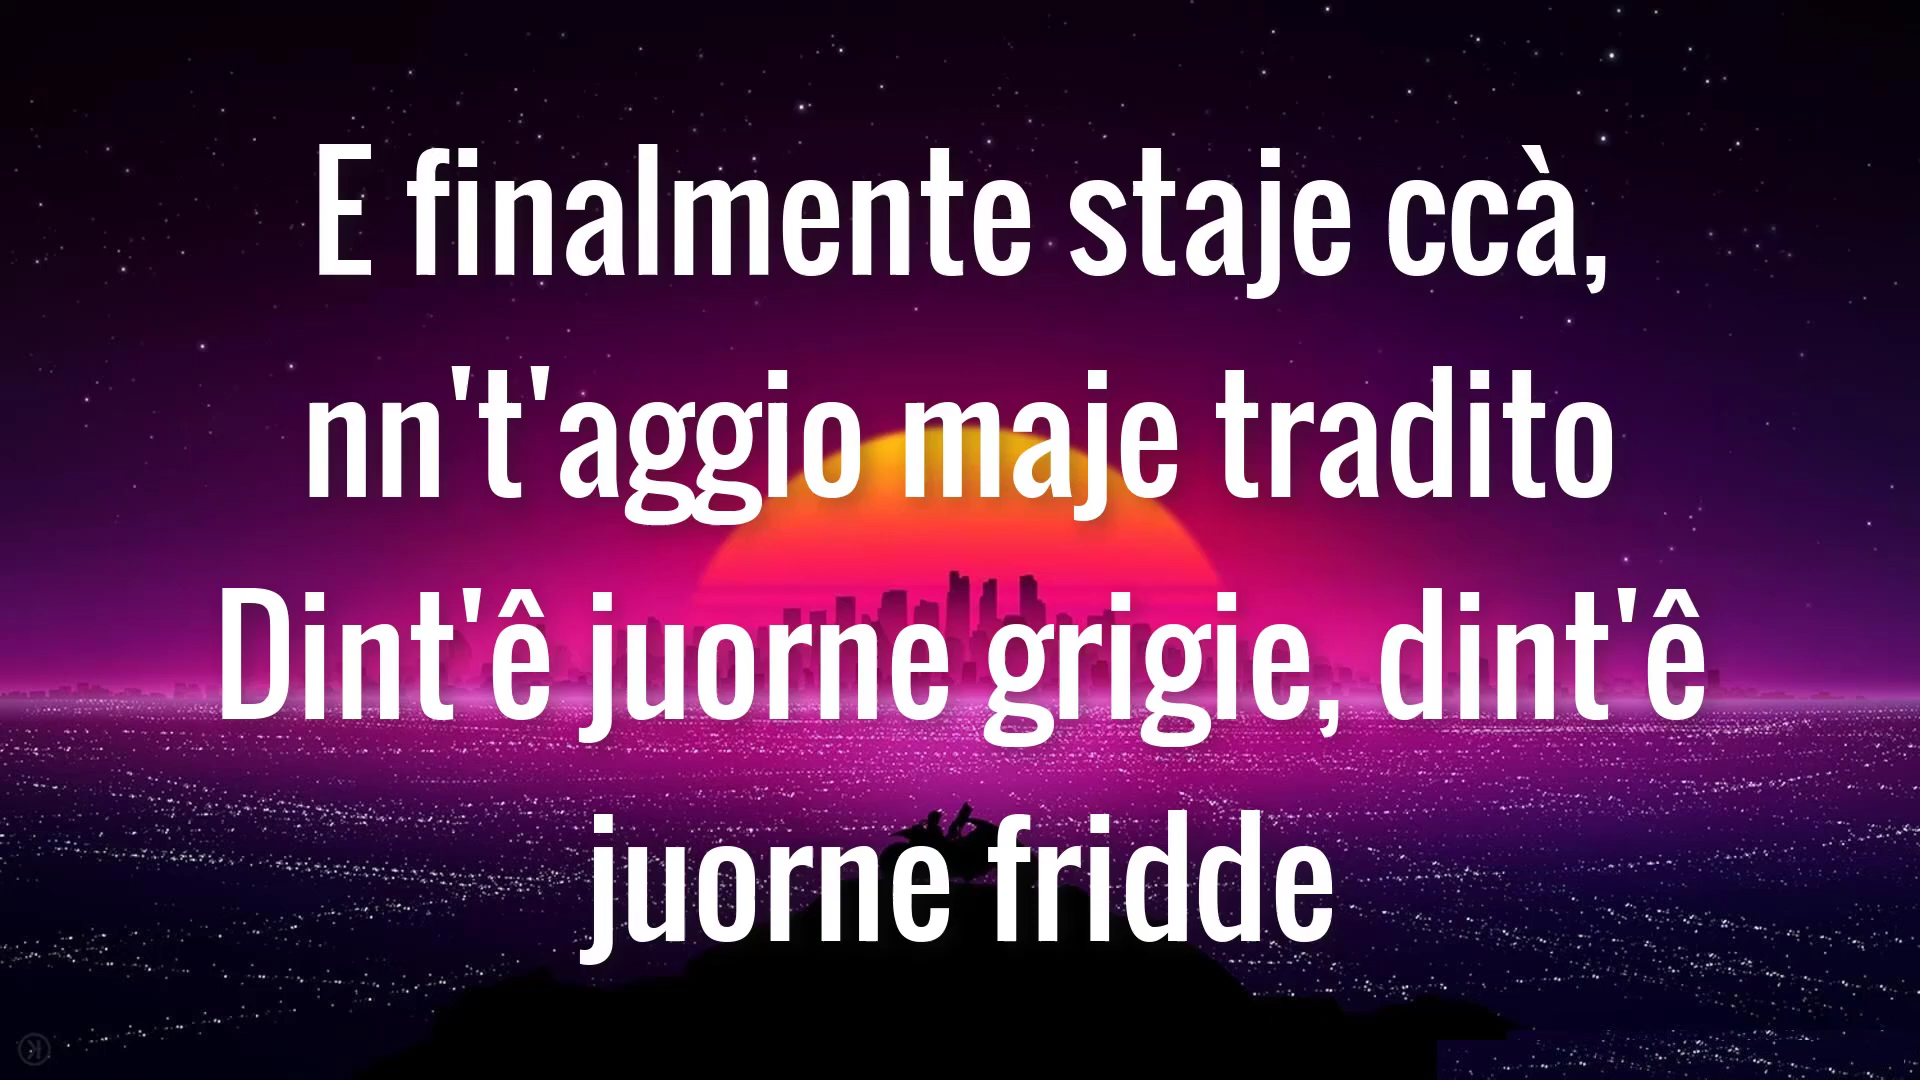 E finalmente staje ccà,
nn't'aggio maje tradito
Dint'ê juorne grigie, dint'ê
juorne fridde